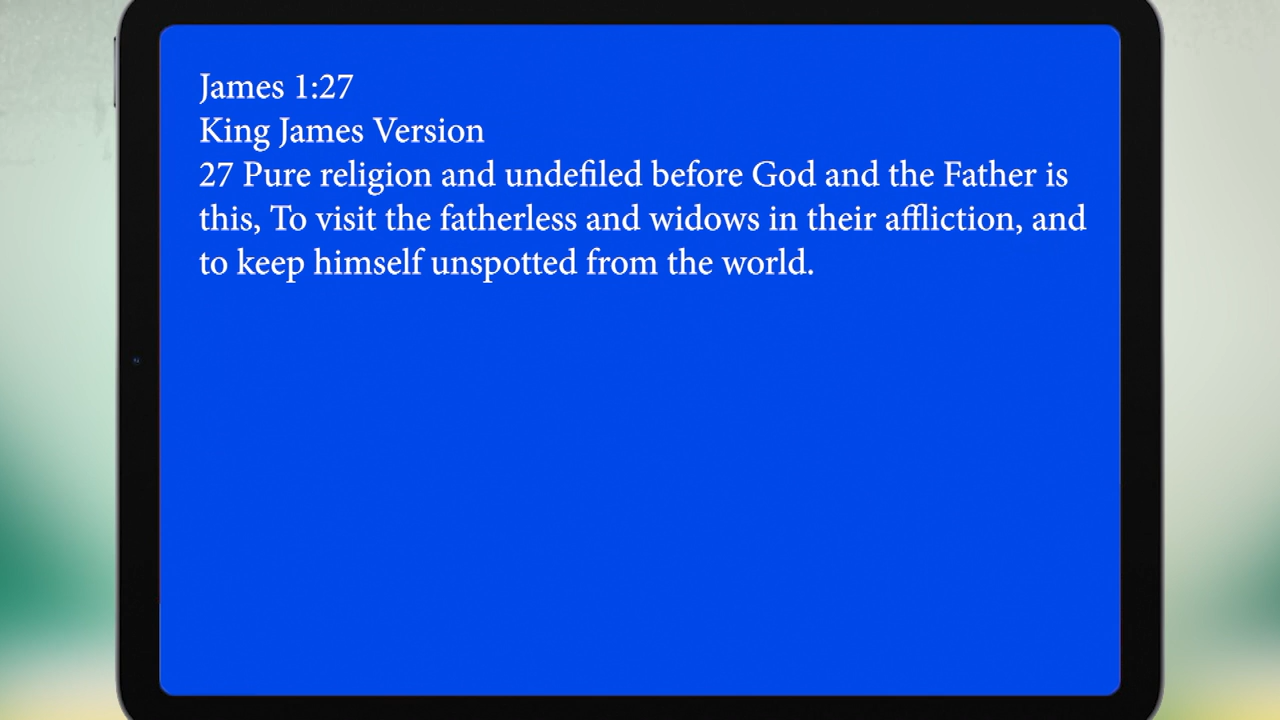 James 1:27
King James Version
27 Pure religion and undefiled before God and the Father is
this, To visit the fatherless and widows in their affliction, and
to keep himself unspotted from the world.